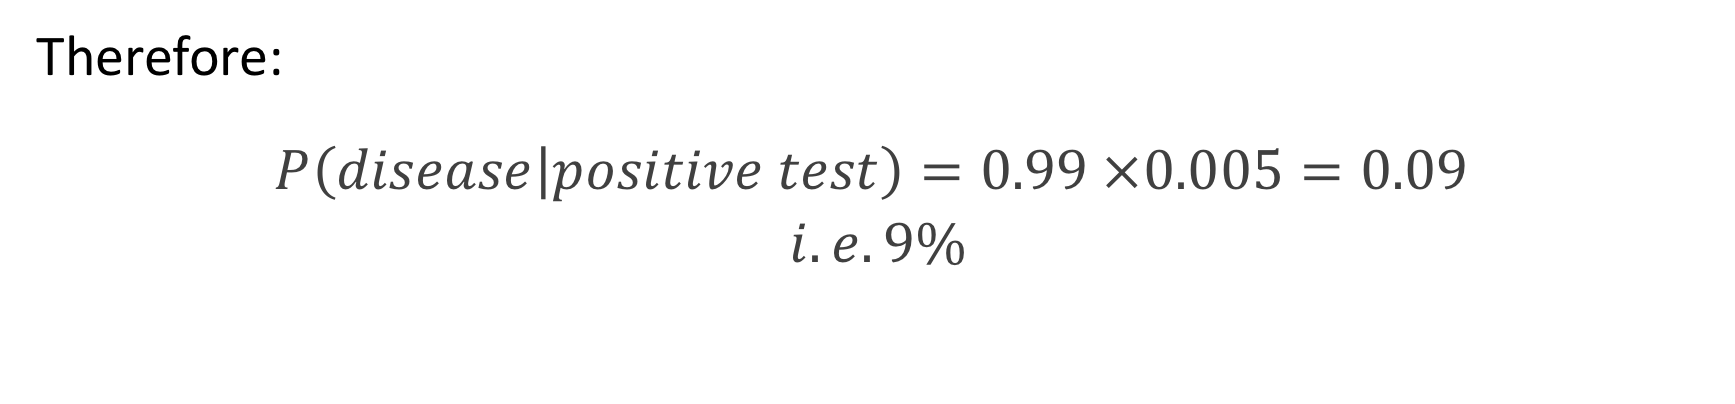 Therefore:
P(disease|positive test) = 0.99 ×0.005 = 0.09
i.e.9%